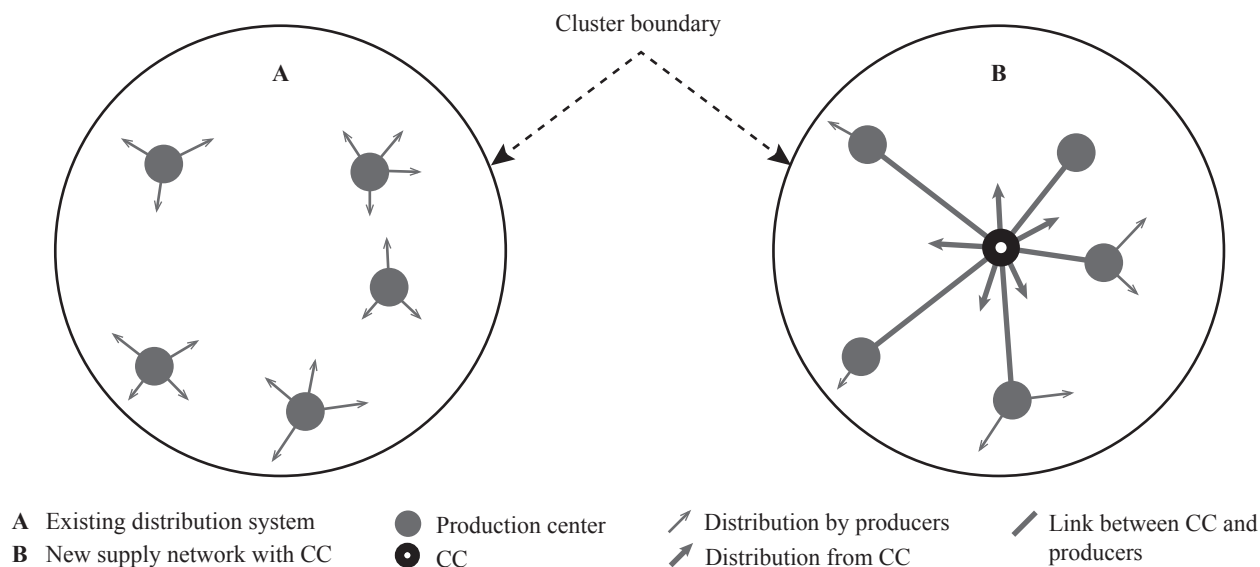 Cluster boundary
A
B
A Existing distribution system
B New supply network with CC
Production center
CC
Distribution by producers
Distribution from CC
Link between CC and
producers